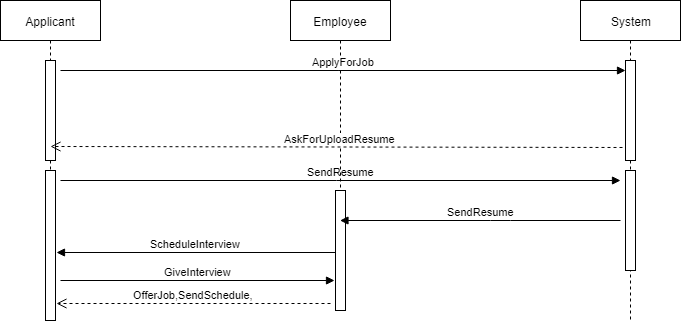 Applicant
Employee
System
ApplyForJob
AskForUploadResume
SendResume
SendResume
ScheduleInterview
GiveInterview
OfferJob,SendSchedule,